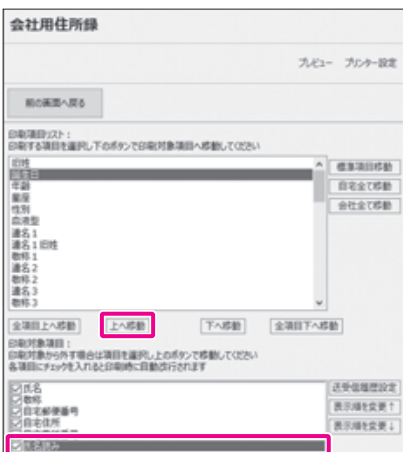 会社用住所録
プレビュー プリンター設定
前の画面へ戻る
印刷項目リスト：
印刷する項目を選択し下のボタンで印刷対象項目へ移動してください
旧姓
誕生日
年齢
星座
性別
血液型
連名1
連名1旧姓
敬称1
連名2
敬称2
連名3
敬称3
標準項目移動
自宅全て移動
会社全て移動
全項目上へ移動 上へ移動 下へ移動 全項目下へ移動
印刷対象項目：
印刷対象から外す場合は項目を選択し上のボタンで移動してください
各項目にチェックを入れると印刷時に自動改行されます
氏名
敬称
自宅郵便番号
自宅住所
氏名読み
送受信履歴設定
表示順を変更↑
表示順を変更↓